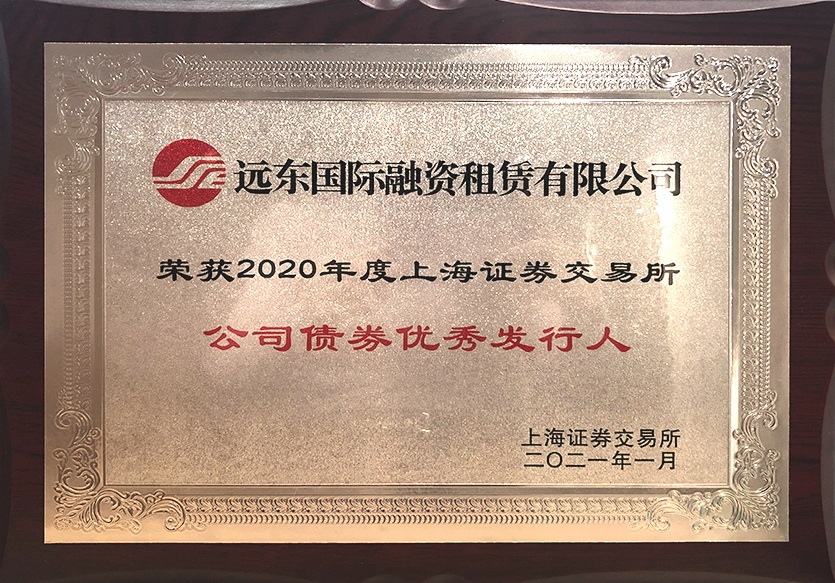 远东国际融资租赁有限公司
荣获2020年度上海证券交易所
公司债券优秀发行人
上海证券交易所
二〇二一年一月